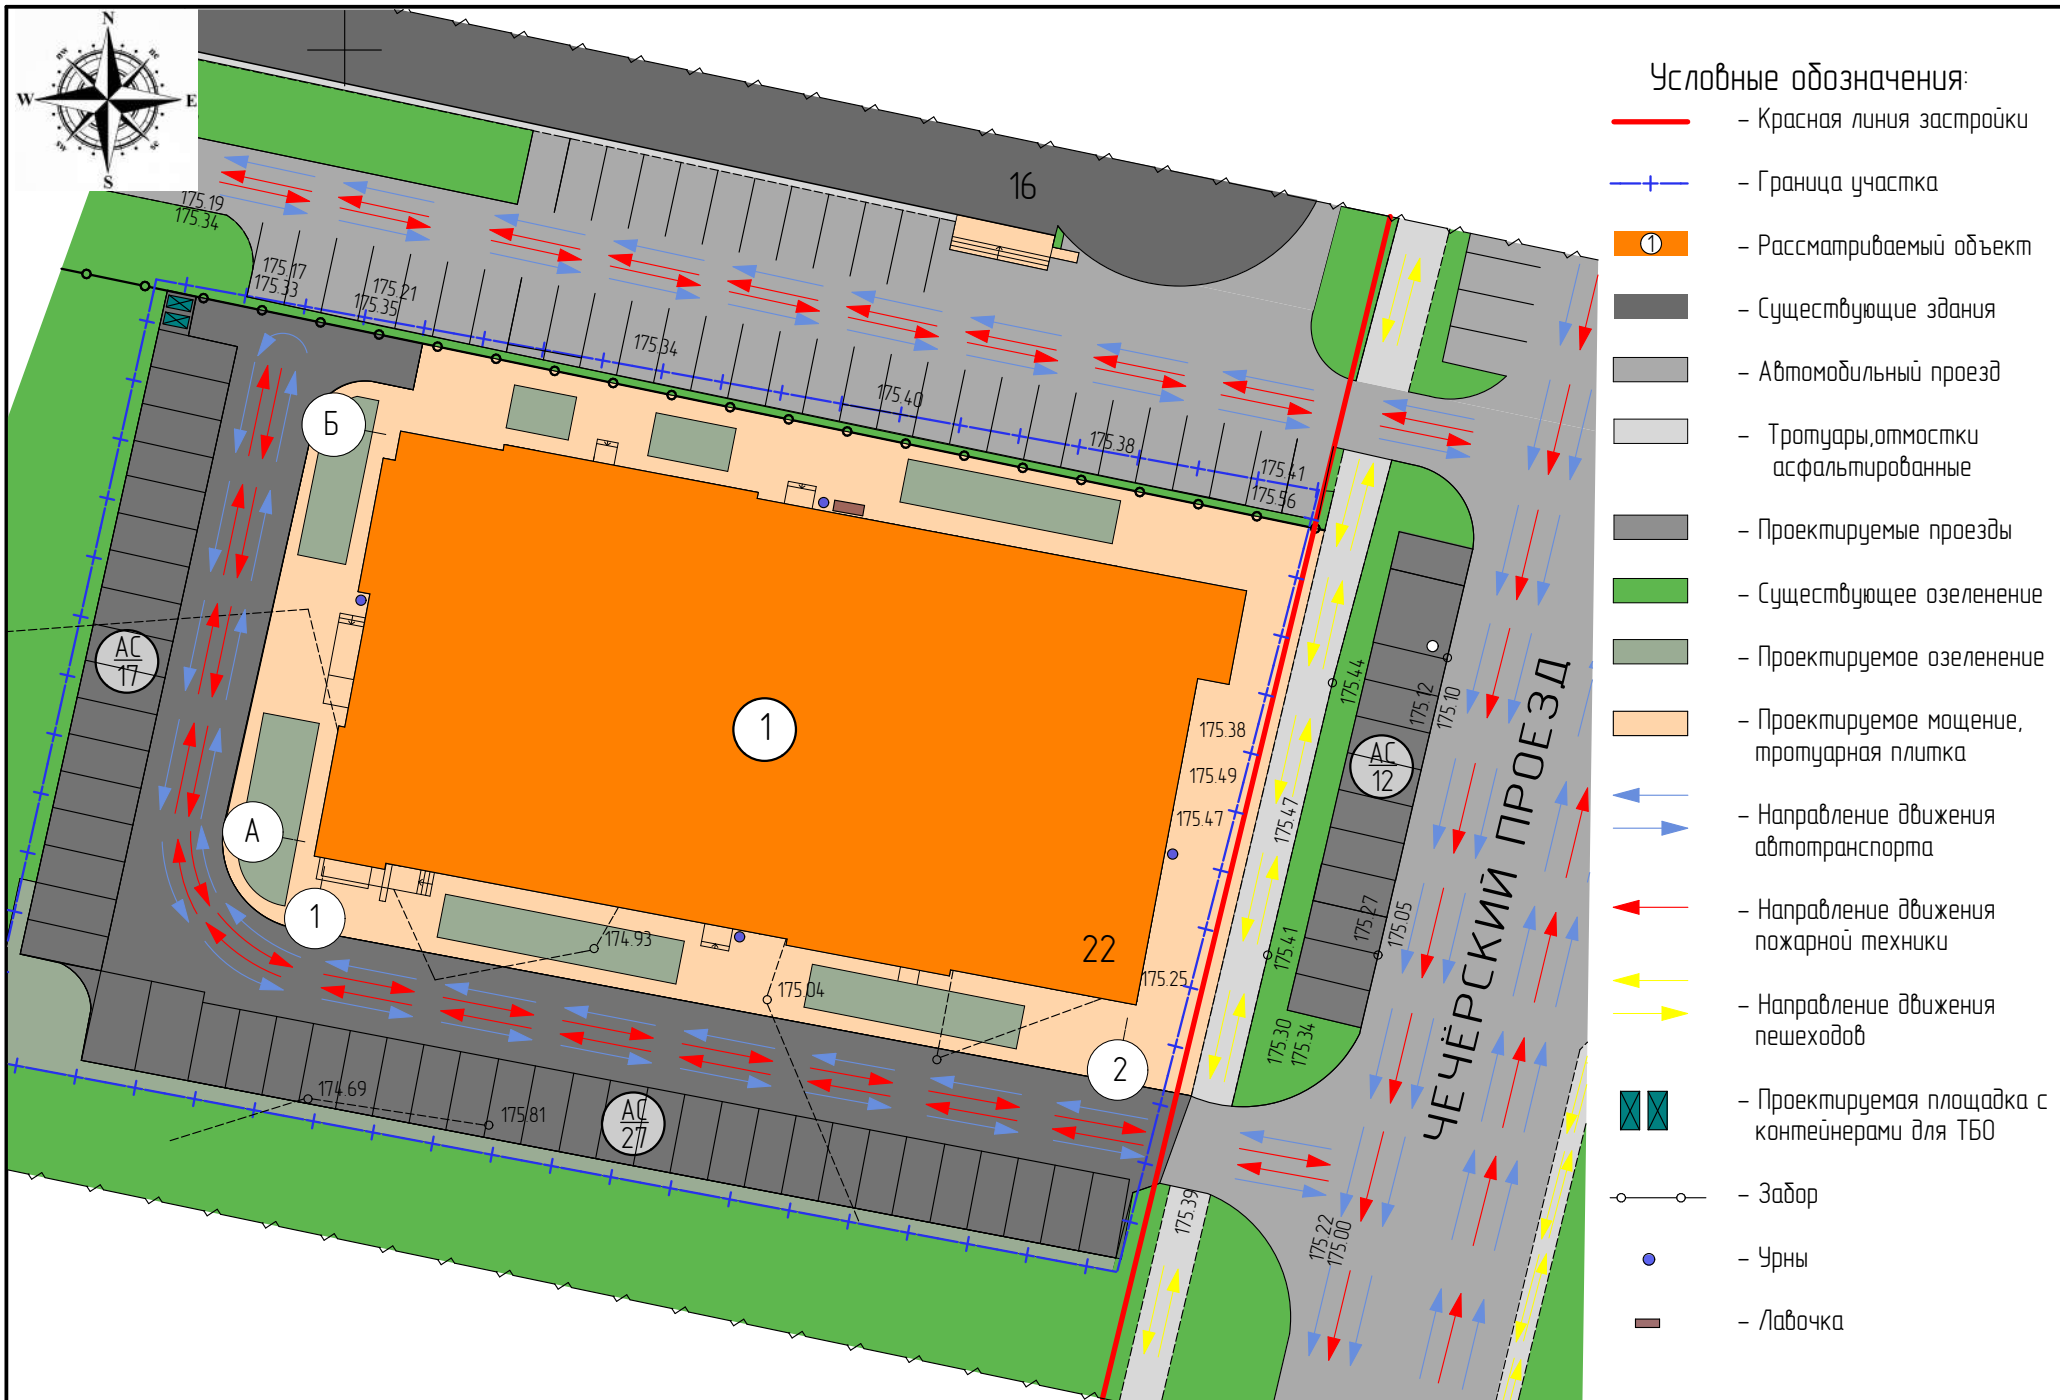 N
nw
ne
W
E
sw
se
S
16
175.19
175.34
175.17
175.33
175.21
175.35
175.34
175.40
175.38
175.41
175.56
Б
АС
17
1
А
1
175.38
175.49
175.47
175.44
175.12
175.10
АС
12
175.47
175.27
175.05
175.41
22
175.25
174.93
175.04
175.30
175.34
2
174.69
175.81
АС
27
175.39
175.22
175.00
ЧЕЧЁРСКИЙ ПРОЕЗД
Условные обозначения:
– Красная линия застройки
– Граница участка
1
– Рассматриваемый объект
– Существующие здания
– Автомобильный проезд
– Тротуары,отмостки
асфальтированные
– Проектируемые проезды
– Существующее озеленение
– Проектируемое озеленение
– Проектируемое мощение,
тротуарная плитка
– Направление движения
автотранспорта
– Направление движения
пожарной техники
– Направление движения
пешеходов
– Проектируемая площадка с
контейнерами для ТБО
– Забор
– Урны
– Лавочка